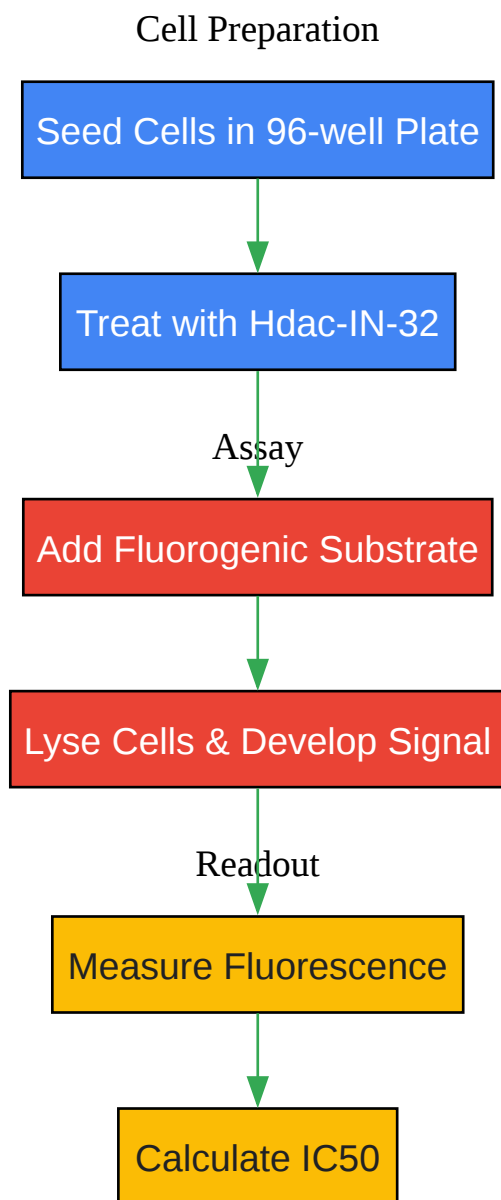 Cell Preparation
Seed Cells in 96-well Plate
Treat with Hdac-IN-32
Assay
Add Fluorogenic Substrate
Lyse Cells & Develop Signal
Readout
Measure Fluorescence
Calculate IC50